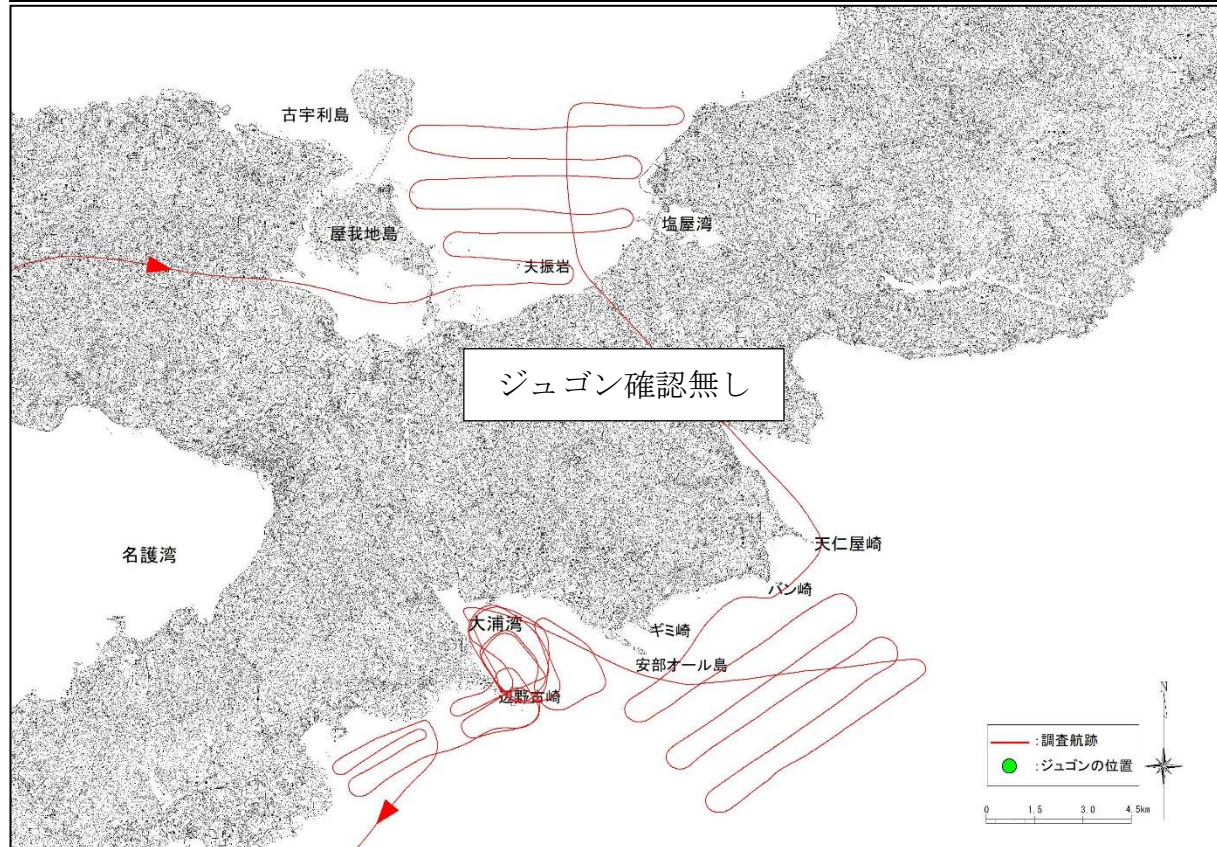 古宇利島
屋我地島
塩屋湾
夫振岩
ジュゴン確認無し
名護湾
天仁屋崎
バン崎
大浦湾
ギミ崎
安部オール島
辺野古崎
N
:調査航跡
:ジュゴンの位置
0 1.5 3.0 4.5km